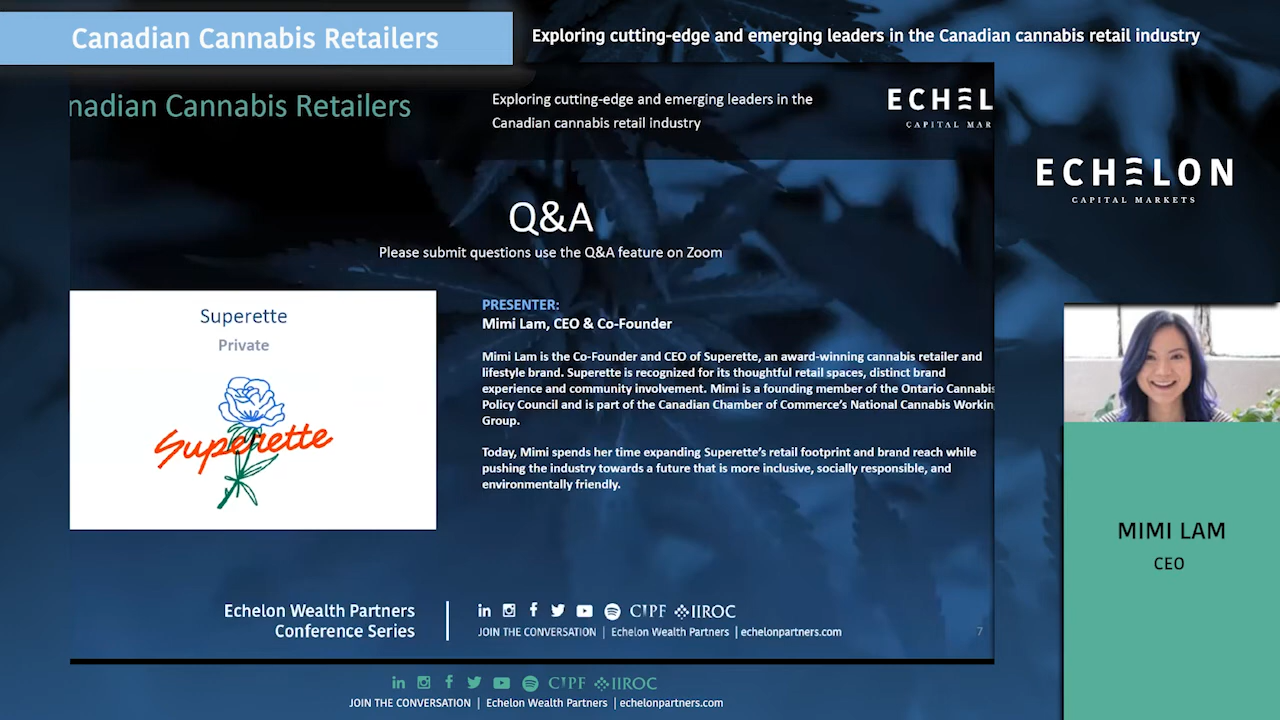 Canadian Cannabis Retailers
Exploring cutting-edge and emerging leaders in the Canadian cannabis retail industry
nadian Cannabis Retailers
Exploring cutting-edge and emerging leaders in the
Canadian cannabis retail industry
ECHEL
CAPITAL MAR
ECHELON
CAPITAL MARKETS
Q&A
Please submit questions use the Q&A feature on Zoom
Superette
Private
Superette
PRESENTER:
Mimi Lam, CEO & Co-Founder
Mimi Lam is the Co-Founder and CEO of Superette, an award-winning cannabis retailer and
lifestyle brand. Superette is recognized for its thoughtful retail spaces, distinct brand
experience and community involvement. Mimi is a founding member of the Ontario Cannabis
Policy Council and is part of the Canadian Chamber of Commerce's National Cannabis Workin
Group.
Today, Mimi spends her time expanding Superette's retail footprint and brand reach while
pushing the industry towards a future that is more inclusive, socially responsible, and
environmentally friendly.
MIMI LAM
CEO
Echelon Wealth Partners
Conference Series
CIPF IIROC
JOIN THE CONVERSATION | Echelon Wealth Partners | echelonpartners.com
7
CIPF IIROC
JOIN THE CONVERSATION | Echelon Wealth Partners | echelonpartners.com